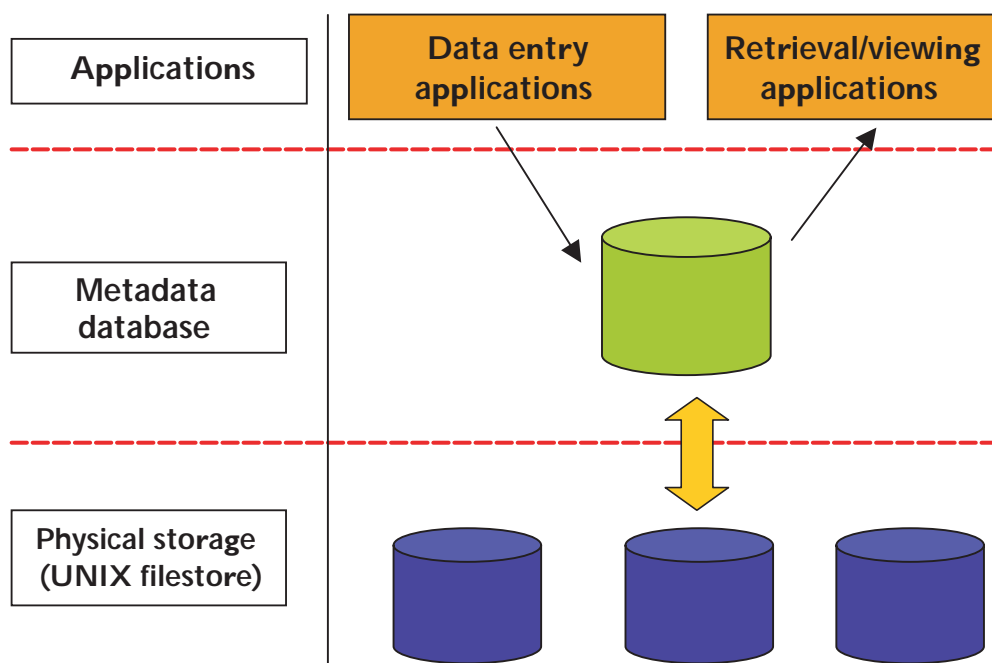 Applications
Data entry
applications
Retrieval/viewing
applications
Metadata
database
Physical storage
(UNIX filestore)